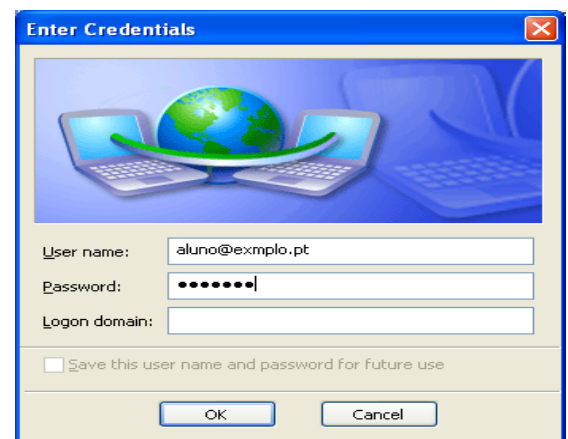 Enter Credentials
User name: aluno@exmplo.pt
Password: •••••••
Logon domain:
Save this user name and password for future use
OK Cancel